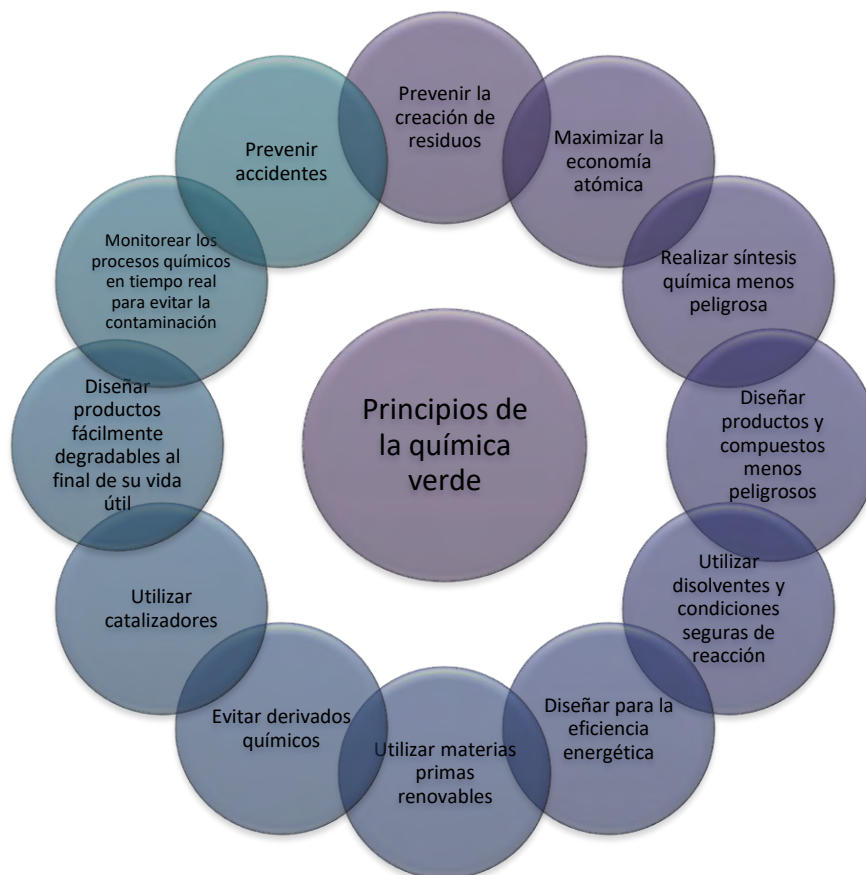 Prevenir la
creación de
residuos
Maximizar la
economía
atómica
Realizar síntesis
química menos
peligrosa
Diseñar
productos y
compuestos
menos
peligrosos
Utilizar
disolventes y
condiciones
seguras de
reacción
Diseñar para la
eficiencia
energética
Utilizar materias
primas
renovables
Evitar derivados
químicos
Utilizar
catalizadores
Diseñar
productos
fácilmente
degradables al
final de su vida
útil
Monitorear los
procesos químicos
en tiempo real
para evitar la
contaminación
Prevenir
accidentes
Principios de
la química
verde